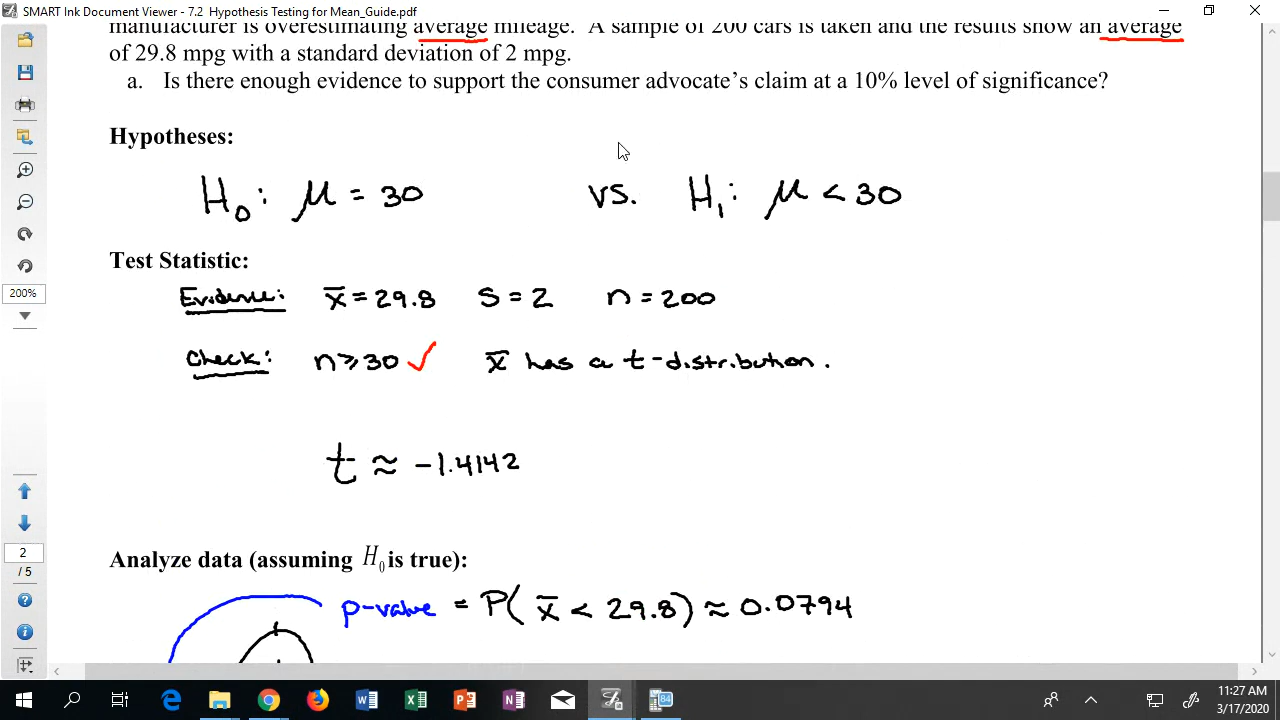 SMART Ink Document Viewer - 7.2 Hypothesis Testing for Mean_Guide.pdf
manufacturer is overestimating average mileage. A sample of 200 cars is taken and the results show an average
of 29.8 mpg with a standard deviation of 2 mpg.
a. Is there enough evidence to support the consumer advocate's claim at a 10% level of significance?
Hypotheses:
H₀: μ = 30 vs. H₁: μ < 30
Test Statistic:
Evidence: x̄ = 29.8 s = 2 n = 200
Check: n ≥ 30 ✓ x̄ has a t-distribution.
200%
t ≈ -1.4142
2
/ 5
Analyze data (assuming H₀ is true):
p-value = P( x̄ < 29.8 ) ≈ 0.0794
11:27 AM
3/17/2020